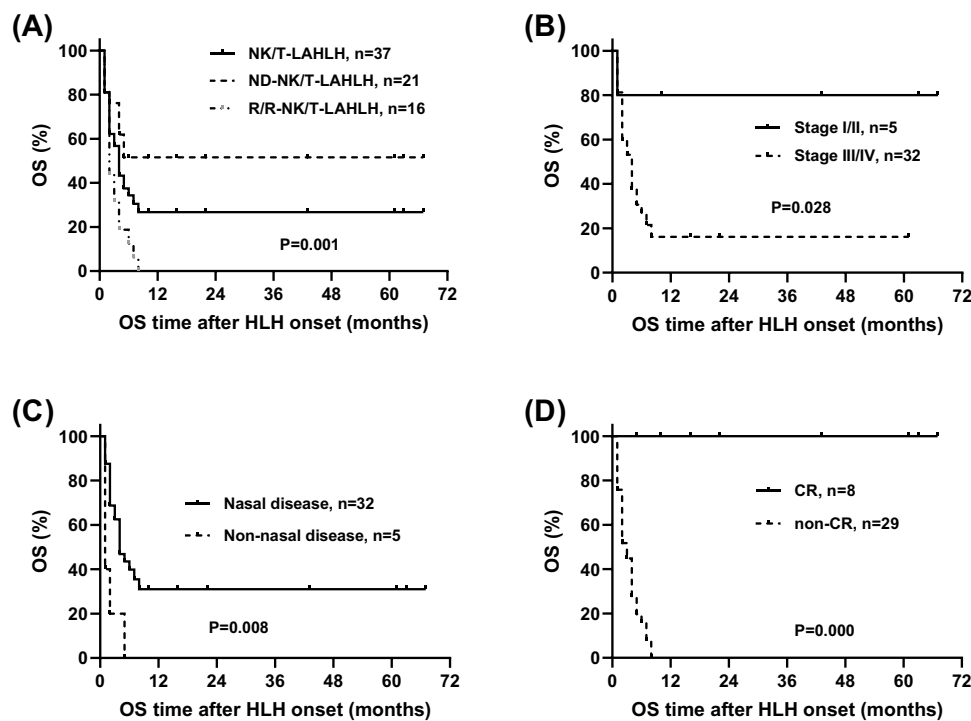 (A)
OS (%)
100
80
60
40
20
0
NK/T-LAHLH, n=37
ND-NK/T-LAHLH, n=21
R/R-NK/T-LAHLH, n=16
P=0.001
0 12 24 36 48 60 72
OS time after HLH onset (months)
(B)
OS (%)
100
80
60
40
20
0
Stage I/II, n=5
Stage III/IV, n=32
P=0.028
0 12 24 36 48 60 72
OS time after HLH onset (months)
(C)
OS (%)
100
80
60
40
20
0
Nasal disease, n=32
Non-nasal disease, n=5
P=0.008
0 12 24 36 48 60 72
OS time after HLH onset (months)
(D)
OS (%)
100
80
60
40
20
0
CR, n=8
non-CR, n=29
P=0.000
0 12 24 36 48 60 72
OS time after HLH onset (months)